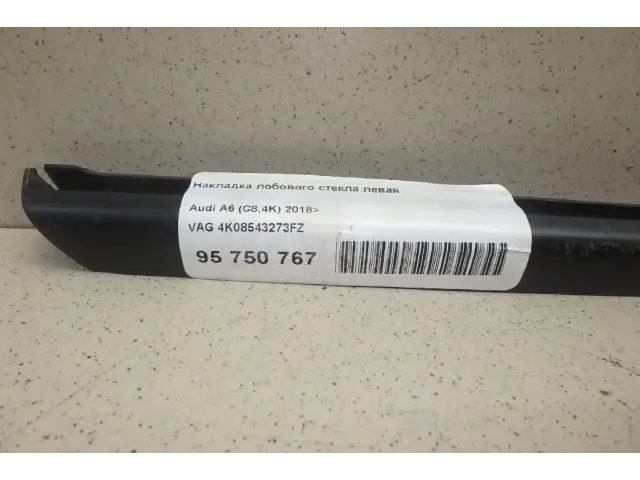 Накладка лобового стекла левая
Audi A6 (C8,4K) 2018>
VAG 4K08543273FZ
95 750 767